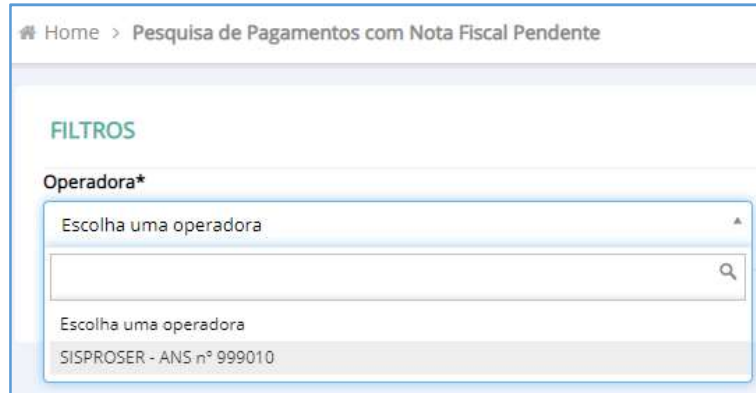 Home > Pesquisa de Pagamentos com Nota Fiscal Pendente
FILTROS
Operadora*
Escolha uma operadora
Escolha uma operadora
SISPROSER - ANS nº 999010